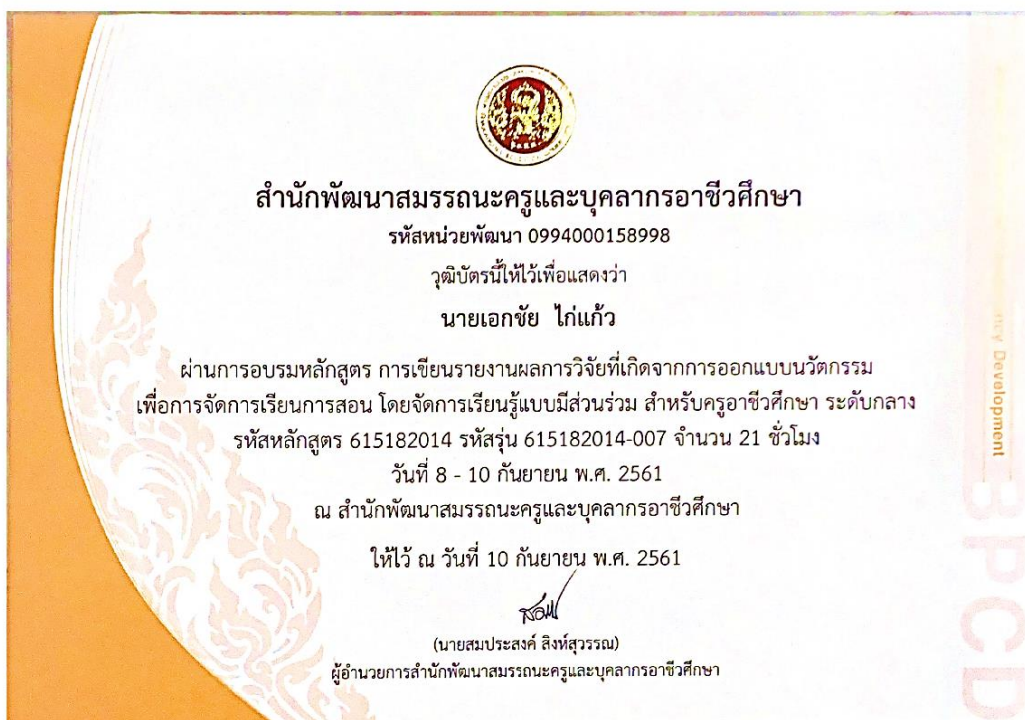 สำนักพัฒนาสมรรถนะครูและบุคลากรอาชีวศึกษา
รหัสหน่วยพัฒนา 0994000158998
วุฒิบัตรนี้ให้ไว้เพื่อแสดงว่า
นายเอกชัย ไก่แก้ว
ผ่านการอบรมหลักสูตร การเขียนรายงานผลการวิจัยที่เกิดจากการออกแบบนวัตกรรม
เพื่อการจัดการเรียนการสอน โดยจัดการเรียนรู้แบบมีส่วนร่วม สำหรับครูอาชีวศึกษา ระดับกลาง
รหัสหลักสูตร 615182014 รหัสรุ่น 615182014-007 จำนวน 21 ชั่วโมง
วันที่ 8 - 10 กันยายน พ.ศ. 2561
ณ สำนักพัฒนาสมรรถนะครูและบุคลากรอาชีวศึกษา
ให้ไว้ ณ วันที่ 10 กันยายน พ.ศ. 2561
(นายสมประสงค์ สิงห์สุวรรณ)
ผู้อำนวยการสำนักพัฒนาสมรรถนะครูและบุคลากรอาชีวศึกษา
Development
BPCD